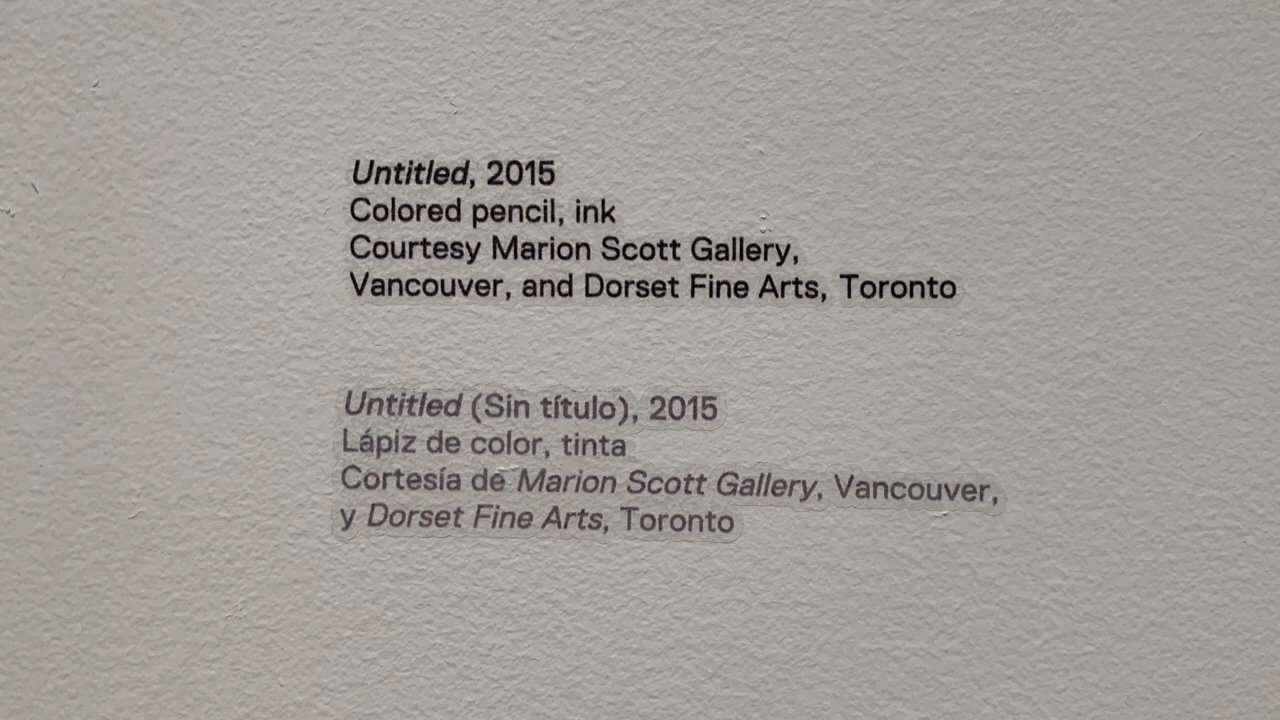 Untitled, 2015
Colored pencil, ink
Courtesy Marion Scott Gallery,
Vancouver, and Dorset Fine Arts, Toronto
Untitled (Sin título), 2015
Lápiz de color, tinta
Cortesía de Marion Scott Gallery, Vancouver,
y Dorset Fine Arts, Toronto